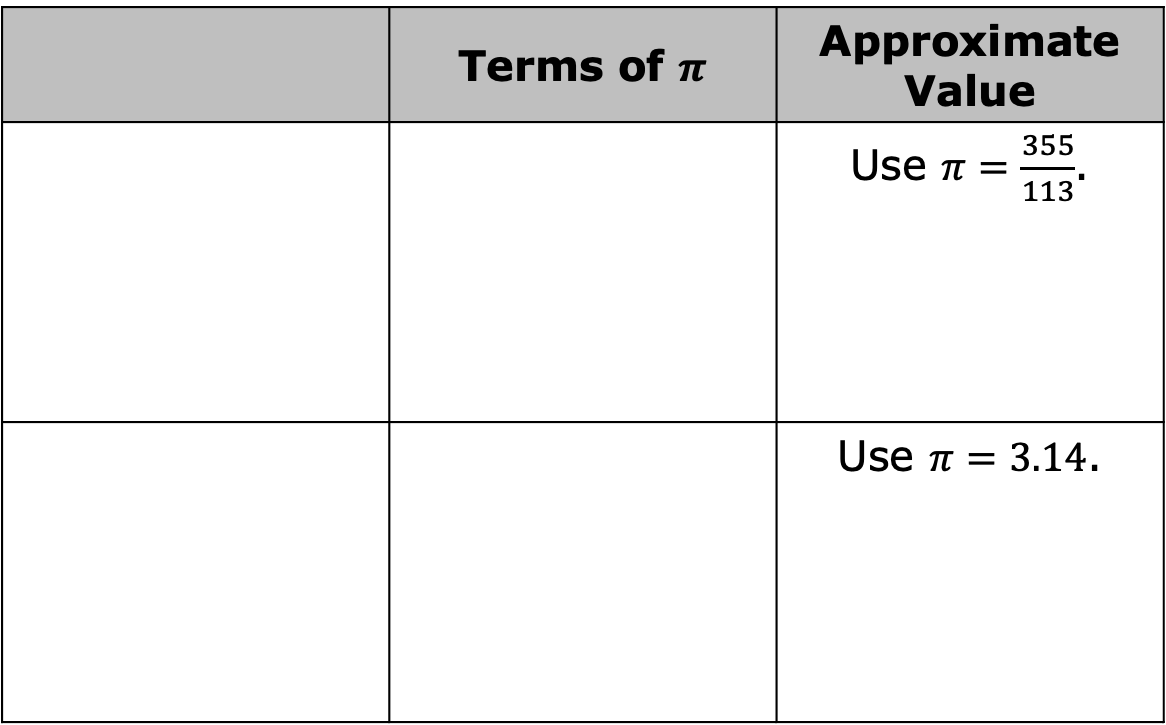 Terms of π
Approximate
Value
Use π = 355/113.
Use π = 3.14.